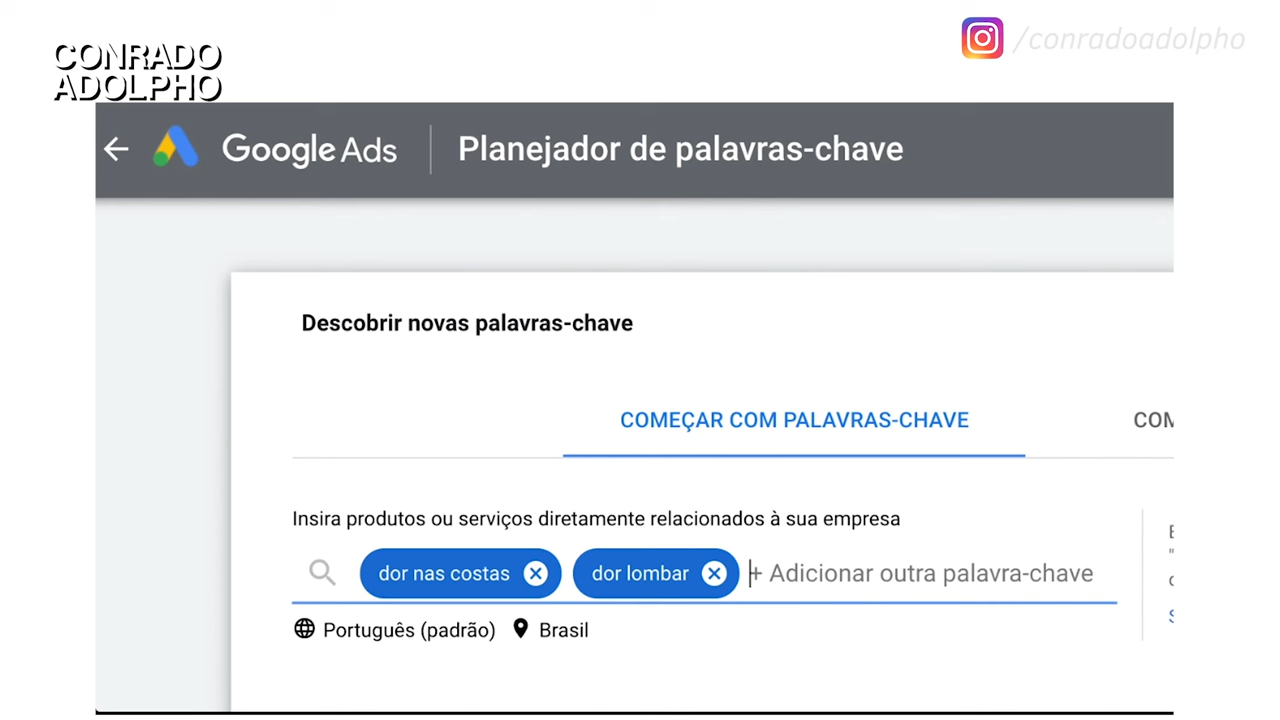 CONRADO
ADOLPHO
/conradoadolpho
Google Ads
Planejador de palavras-chave
Descobrir novas palavras-chave
COMEÇAR COM PALAVRAS-CHAVE
COM
Insira produtos ou serviços diretamente relacionados à sua empresa
dor nas costas dor lombar + Adicionar outra palavra-chave
Português (padrão) Brasil